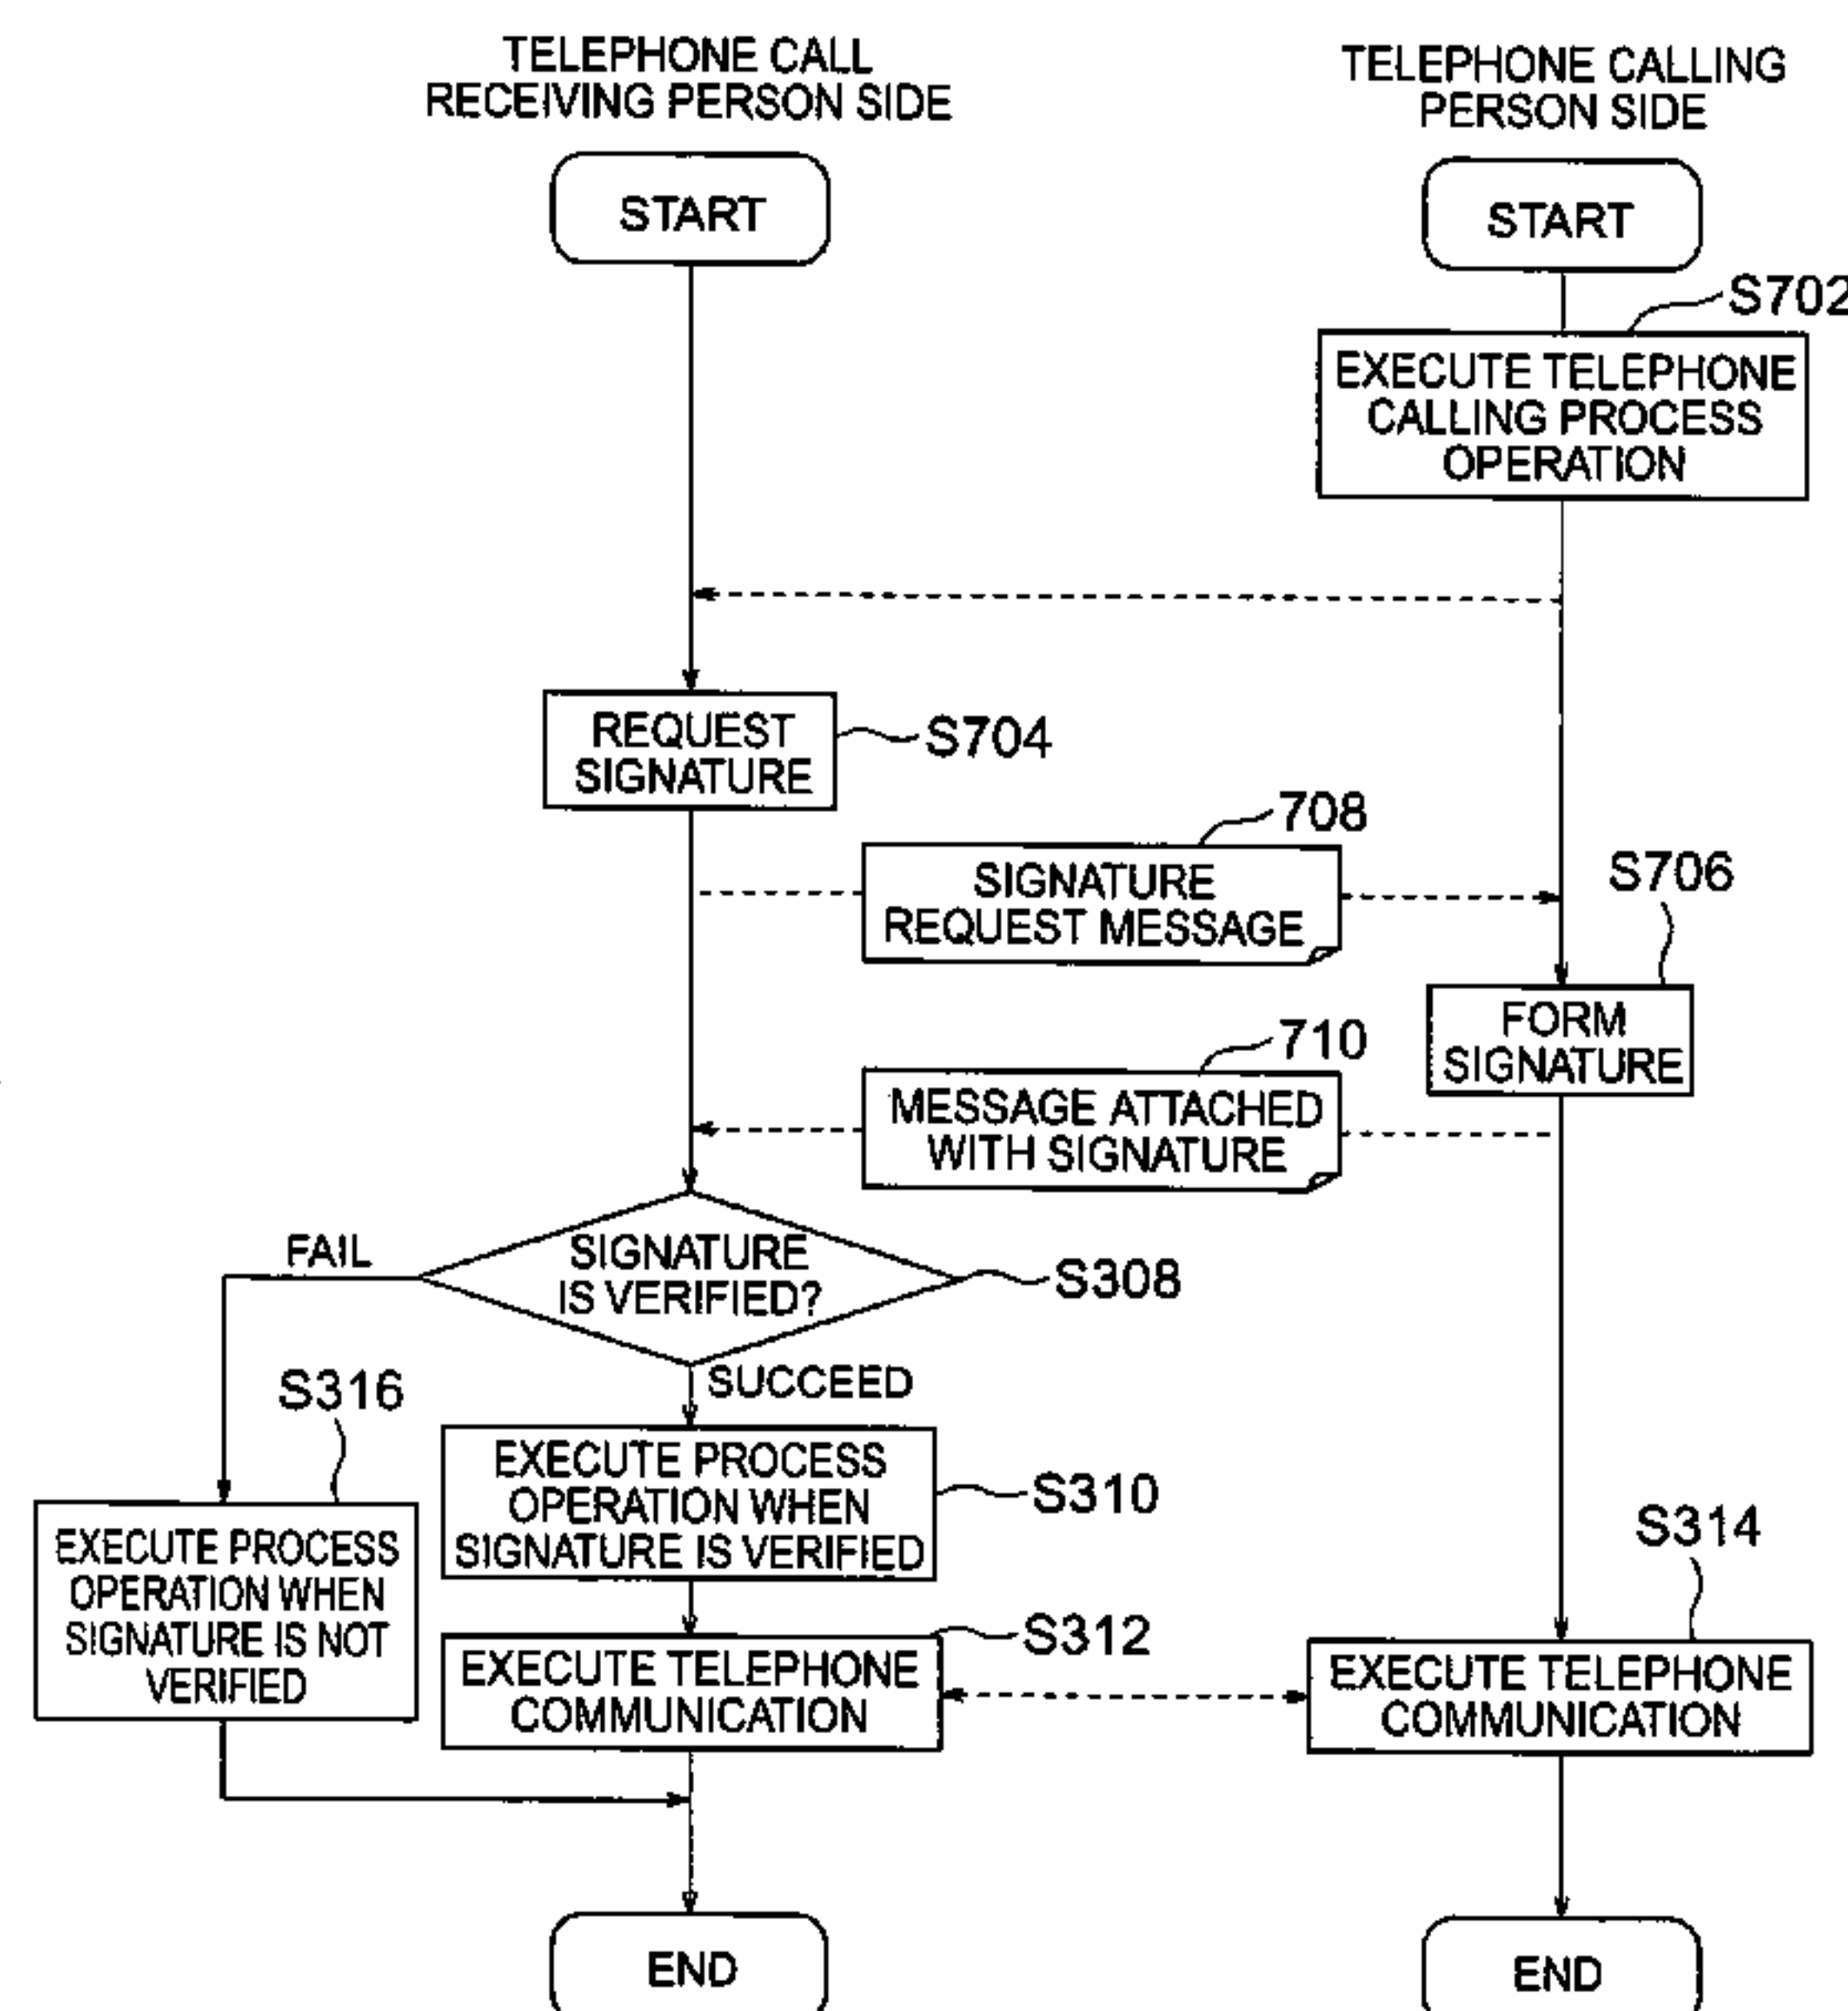 TELEPHONE CALL
RECEIVING PERSON SIDE
TELEPHONE CALLING
PERSON SIDE
START
START
S702
EXECUTE TELEPHONE
CALLING PROCESS
OPERATION
REQUEST
SIGNATURE
S704
708
SIGNATURE
REQUEST MESSAGE
S706
FORM
SIGNATURE
710
MESSAGE ATTACHED
WITH SIGNATURE
FAIL
SIGNATURE
IS VERIFIED?
S308
SUCCEED
S316
EXECUTE PROCESS
OPERATION WHEN
SIGNATURE IS NOT
VERIFIED
EXECUTE PROCESS
OPERATION WHEN
SIGNATURE IS VERIFIED
S310
S312
EXECUTE TELEPHONE
COMMUNICATION
S314
EXECUTE TELEPHONE
COMMUNICATION
END
END